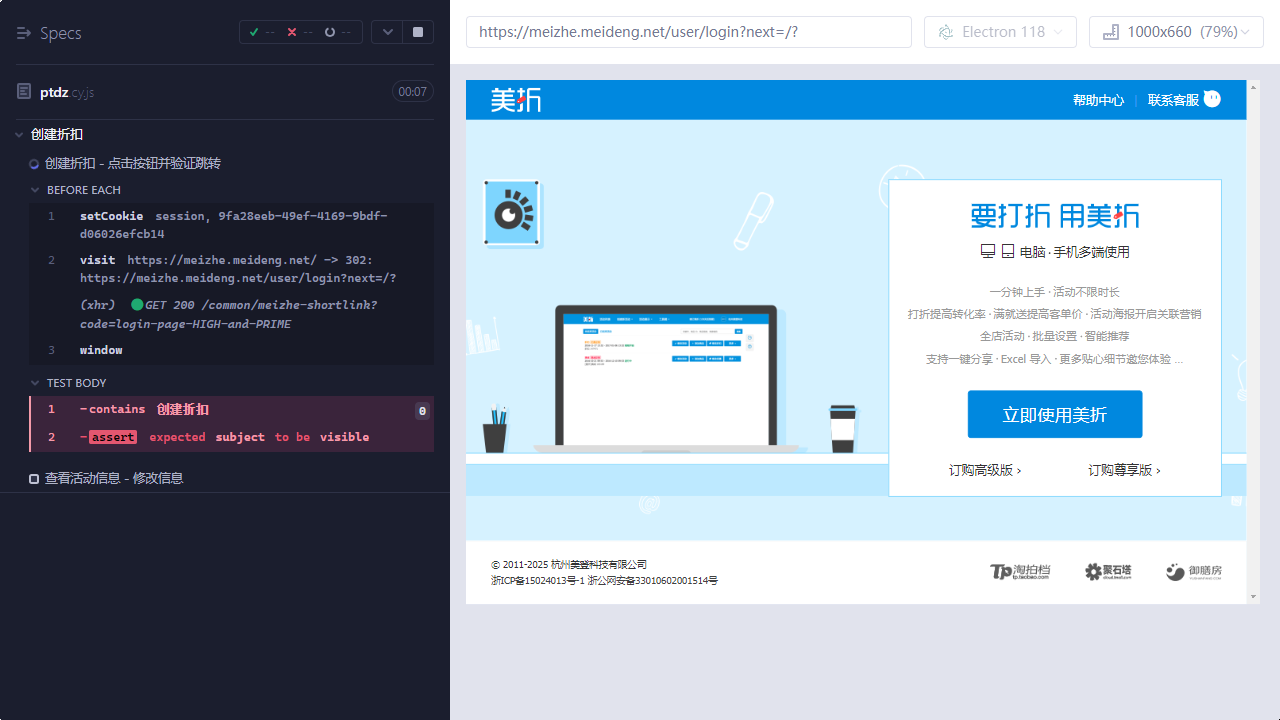 Specs
-- -- --
https://meizhe.meideng.net/user/login?next=/?
Electron 118
1000x660 (79%)
ptdz.cy.js
00:07
创建折扣
创建折扣 - 点击按钮并验证跳转
BEFORE EACH
1 setCookie session, 9fa28eeb-49ef-4169-9bdf-
d06026efcb14
2 visit https://meizhe.meideng.net/ -> 302:
https://meizhe.meideng.net/user/login?next=/?
(xhr) GET 200 /common/meizhe-shortlink?
code=login-page-HIGH-and-PRIME
3 window
TEST BODY
1 -contains 创建折扣 0
2 -assert expected subject to be visible
查看活动信息 - 修改信息
美折
帮助中心 | 联系客服
要打折 用美折
电脑 · 手机多端使用
一分钟上手 · 活动不限时长
打折提高转化率 · 满就送提高客单价 · 活动海报开启关联营销
全店活动 · 批量设置 · 智能推荐
支持一键分享 · Excel 导入 · 更多贴心细节邀您体验 ...
立即使用美折
订购高级版 ›
订购尊享版 ›
© 2011-2025 杭州美登科技有限公司
浙ICP备15024013号-1 浙公网安备33010602001514号
Tp 淘拍档
tp.taobao.com
聚石塔
cloud.tmall.com
御膳房